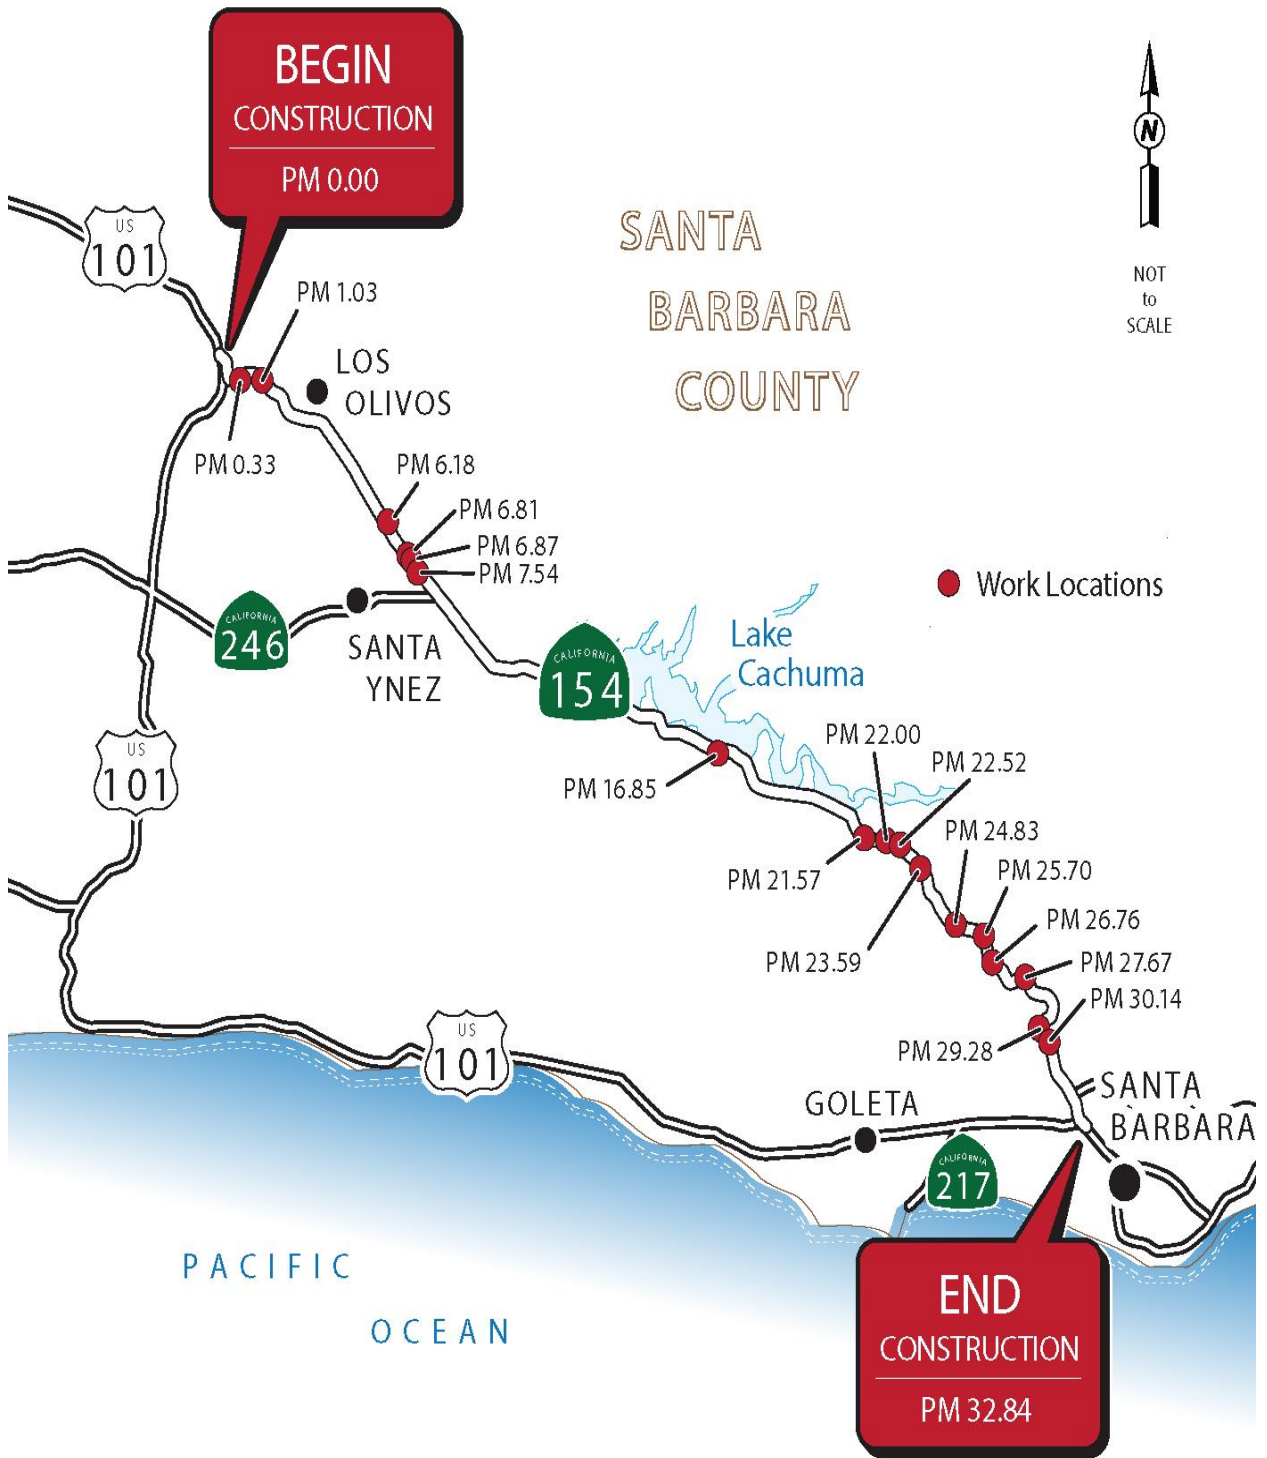 BEGIN
CONSTRUCTION
PM 0.00
N
NOT
to
SCALE
SANTA
BARBARA
COUNTY
US
101
PM 1.03
LOS
OLIVOS
PM 0.33
PM 6.18
PM 6.81
PM 6.87
PM 7.54
Work Locations
CALIFORNIA
246
SANTA
YNEZ
CALIFORNIA
154
Lake
Cachuma
US
101
PM 16.85
PM 22.00
PM 22.52
PM 24.83
PM 21.57
PM 25.70
PM 26.76
PM 23.59
PM 27.67
PM 30.14
PM 29.28
US
101
GOLETA
SANTA
BARBARA
CALIFORNIA
217
PACIFIC
OCEAN
END
CONSTRUCTION
PM 32.84